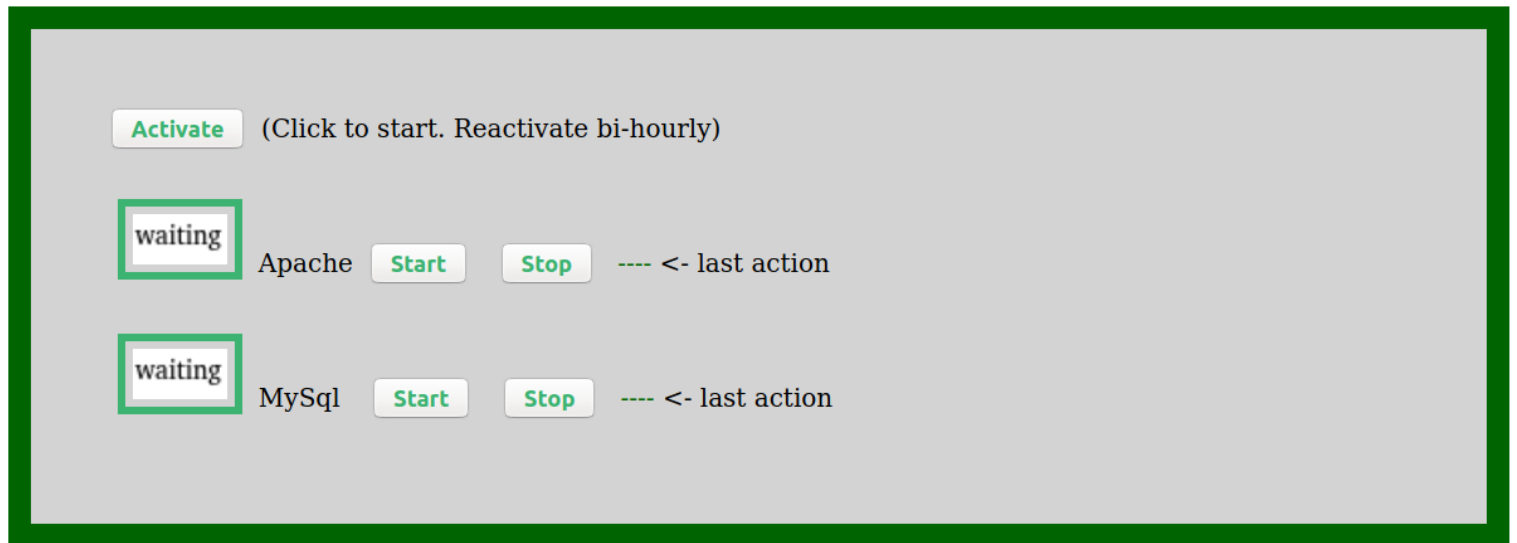 Activate (Click to start. Reactivate bi-hourly)
waiting Apache Start Stop ---- <- last action
waiting MySql Start Stop ---- <- last action